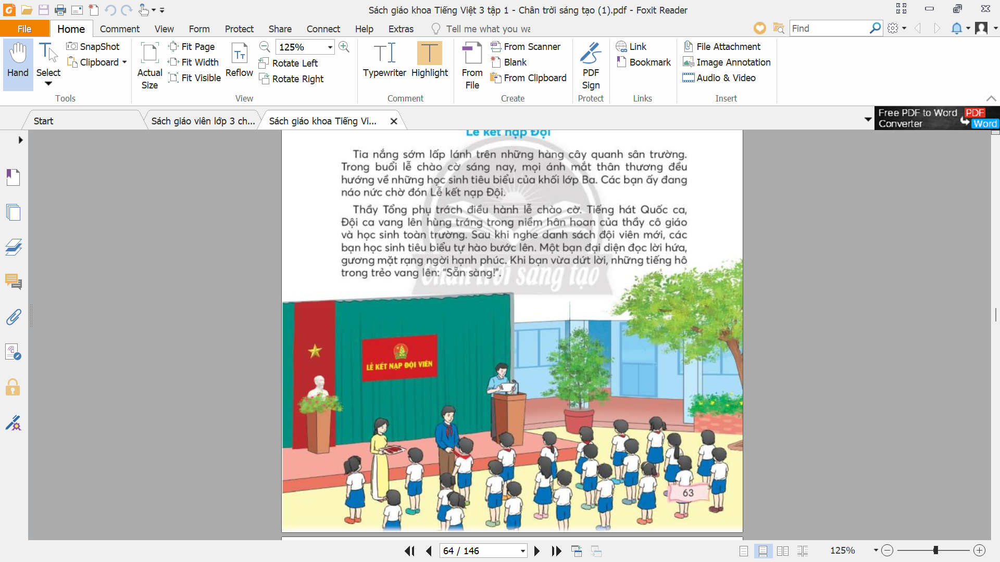 Sách giáo khoa Tiếng Việt 3 tập 1 - Chân trời sáng tạo (1).pdf - Foxit Reader
File Home Comment View Form Protect Share Connect Help Extras Tell me what you wa Find
SnapShot
Clipboard
Hand
Select
Tools
Actual Size
Fit Page
Fit Width
Fit Visible
Reflow
125%
Rotate Left
Rotate Right
View
Typewriter Highlight
Comment
From File
From Scanner
Blank
From Clipboard
Create
PDF Sign
Protect
Link
Bookmark
Links
File Attachment
Image Annotation
Audio & Video
Insert
Start
Sách giáo viên lớp 3 ch...
Sách giáo khoa Tiếng Vi...
Free PDF to Word PDF
Converter Word
Lễ kết nạp Đội
Tia nắng sớm lấp lánh trên những hàng cây quanh sân trường.
Trong buổi lễ chào cờ sáng nay, mọi ánh mắt thân thương đều
hướng về những học sinh tiêu biểu của khối lớp Ba. Các bạn ấy đang
náo nức chờ đón Lễ kết nạp Đội.
Thầy Tổng phụ trách điều hành lễ chào cờ. Tiếng hát Quốc ca,
Đội ca vang lên hùng tráng trong niềm hân hoan của thầy cô giáo
và học sinh toàn trường. Sau khi nghe danh sách đội viên mới, các
bạn học sinh tiêu biểu tự hào bước lên. Một bạn đại diện đọc lời hứa,
gương mặt rạng ngời hạnh phúc. Khi bạn vừa dứt lời, những tiếng hô
trong trẻo vang lên: "Sẵn sàng!".
Chân trời sáng tạo
LỄ KẾT NẠP ĐỘI VIÊN
63
64 / 146
125%